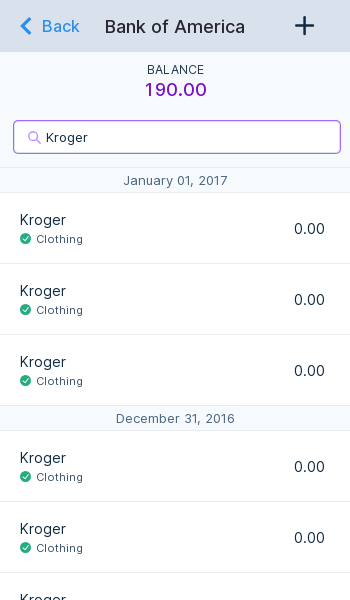 Back Bank of America
BALANCE
190.00
Kroger
January 01, 2017
Kroger
Clothing
0.00
Kroger
Clothing
0.00
Kroger
Clothing
0.00
December 31, 2016
Kroger
Clothing
0.00
Kroger
Clothing
0.00
Kroger